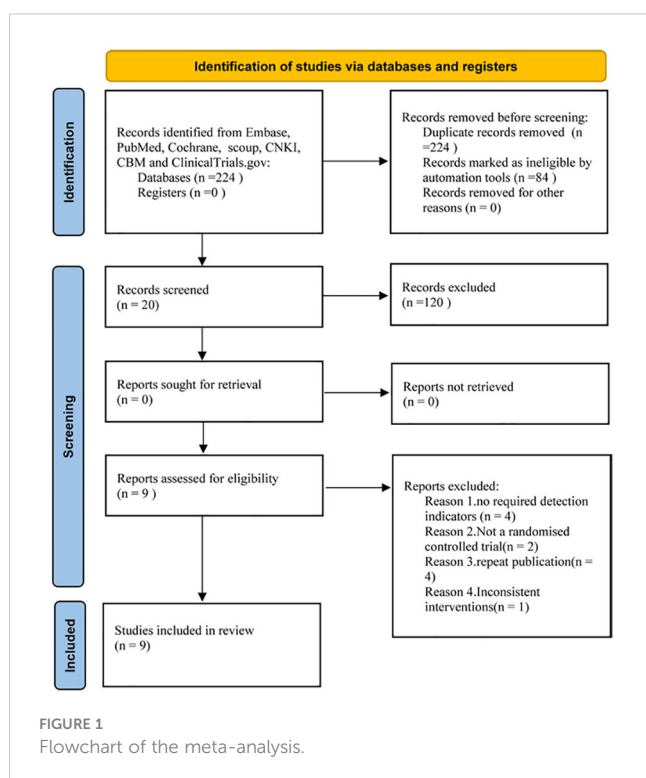 Identification of studies via databases and registers
Identification
Records identified from Embase,
PubMed, Cochrane, scoup, CNKI,
CBM and ClinicalTrials.gov:
Databases (n =224 )
Registers (n =0 )
Records removed before screening:
Duplicate records removed (n
=224 )
Records marked as ineligible by
automation tools (n =84 )
Records removed for other
reasons (n = 0)
Screening
Records screened
(n = 20)
Records excluded
(n =120 )
Reports sought for retrieval
(n = 0)
Reports not retrieved
(n = 0)
Reports assessed for eligibility
(n = 9 )
Reports excluded:
Reason 1.no required detection
indicators (n = 4)
Reason 2.Not a randomised
controlled trial(n = 2)
Reason 3.repeat publication(n =
4)
Reason 4.Inconsistent
interventions(n = 1)
Included
Studies included in review
(n = 9)
FIGURE 1
Flowchart of the meta-analysis.